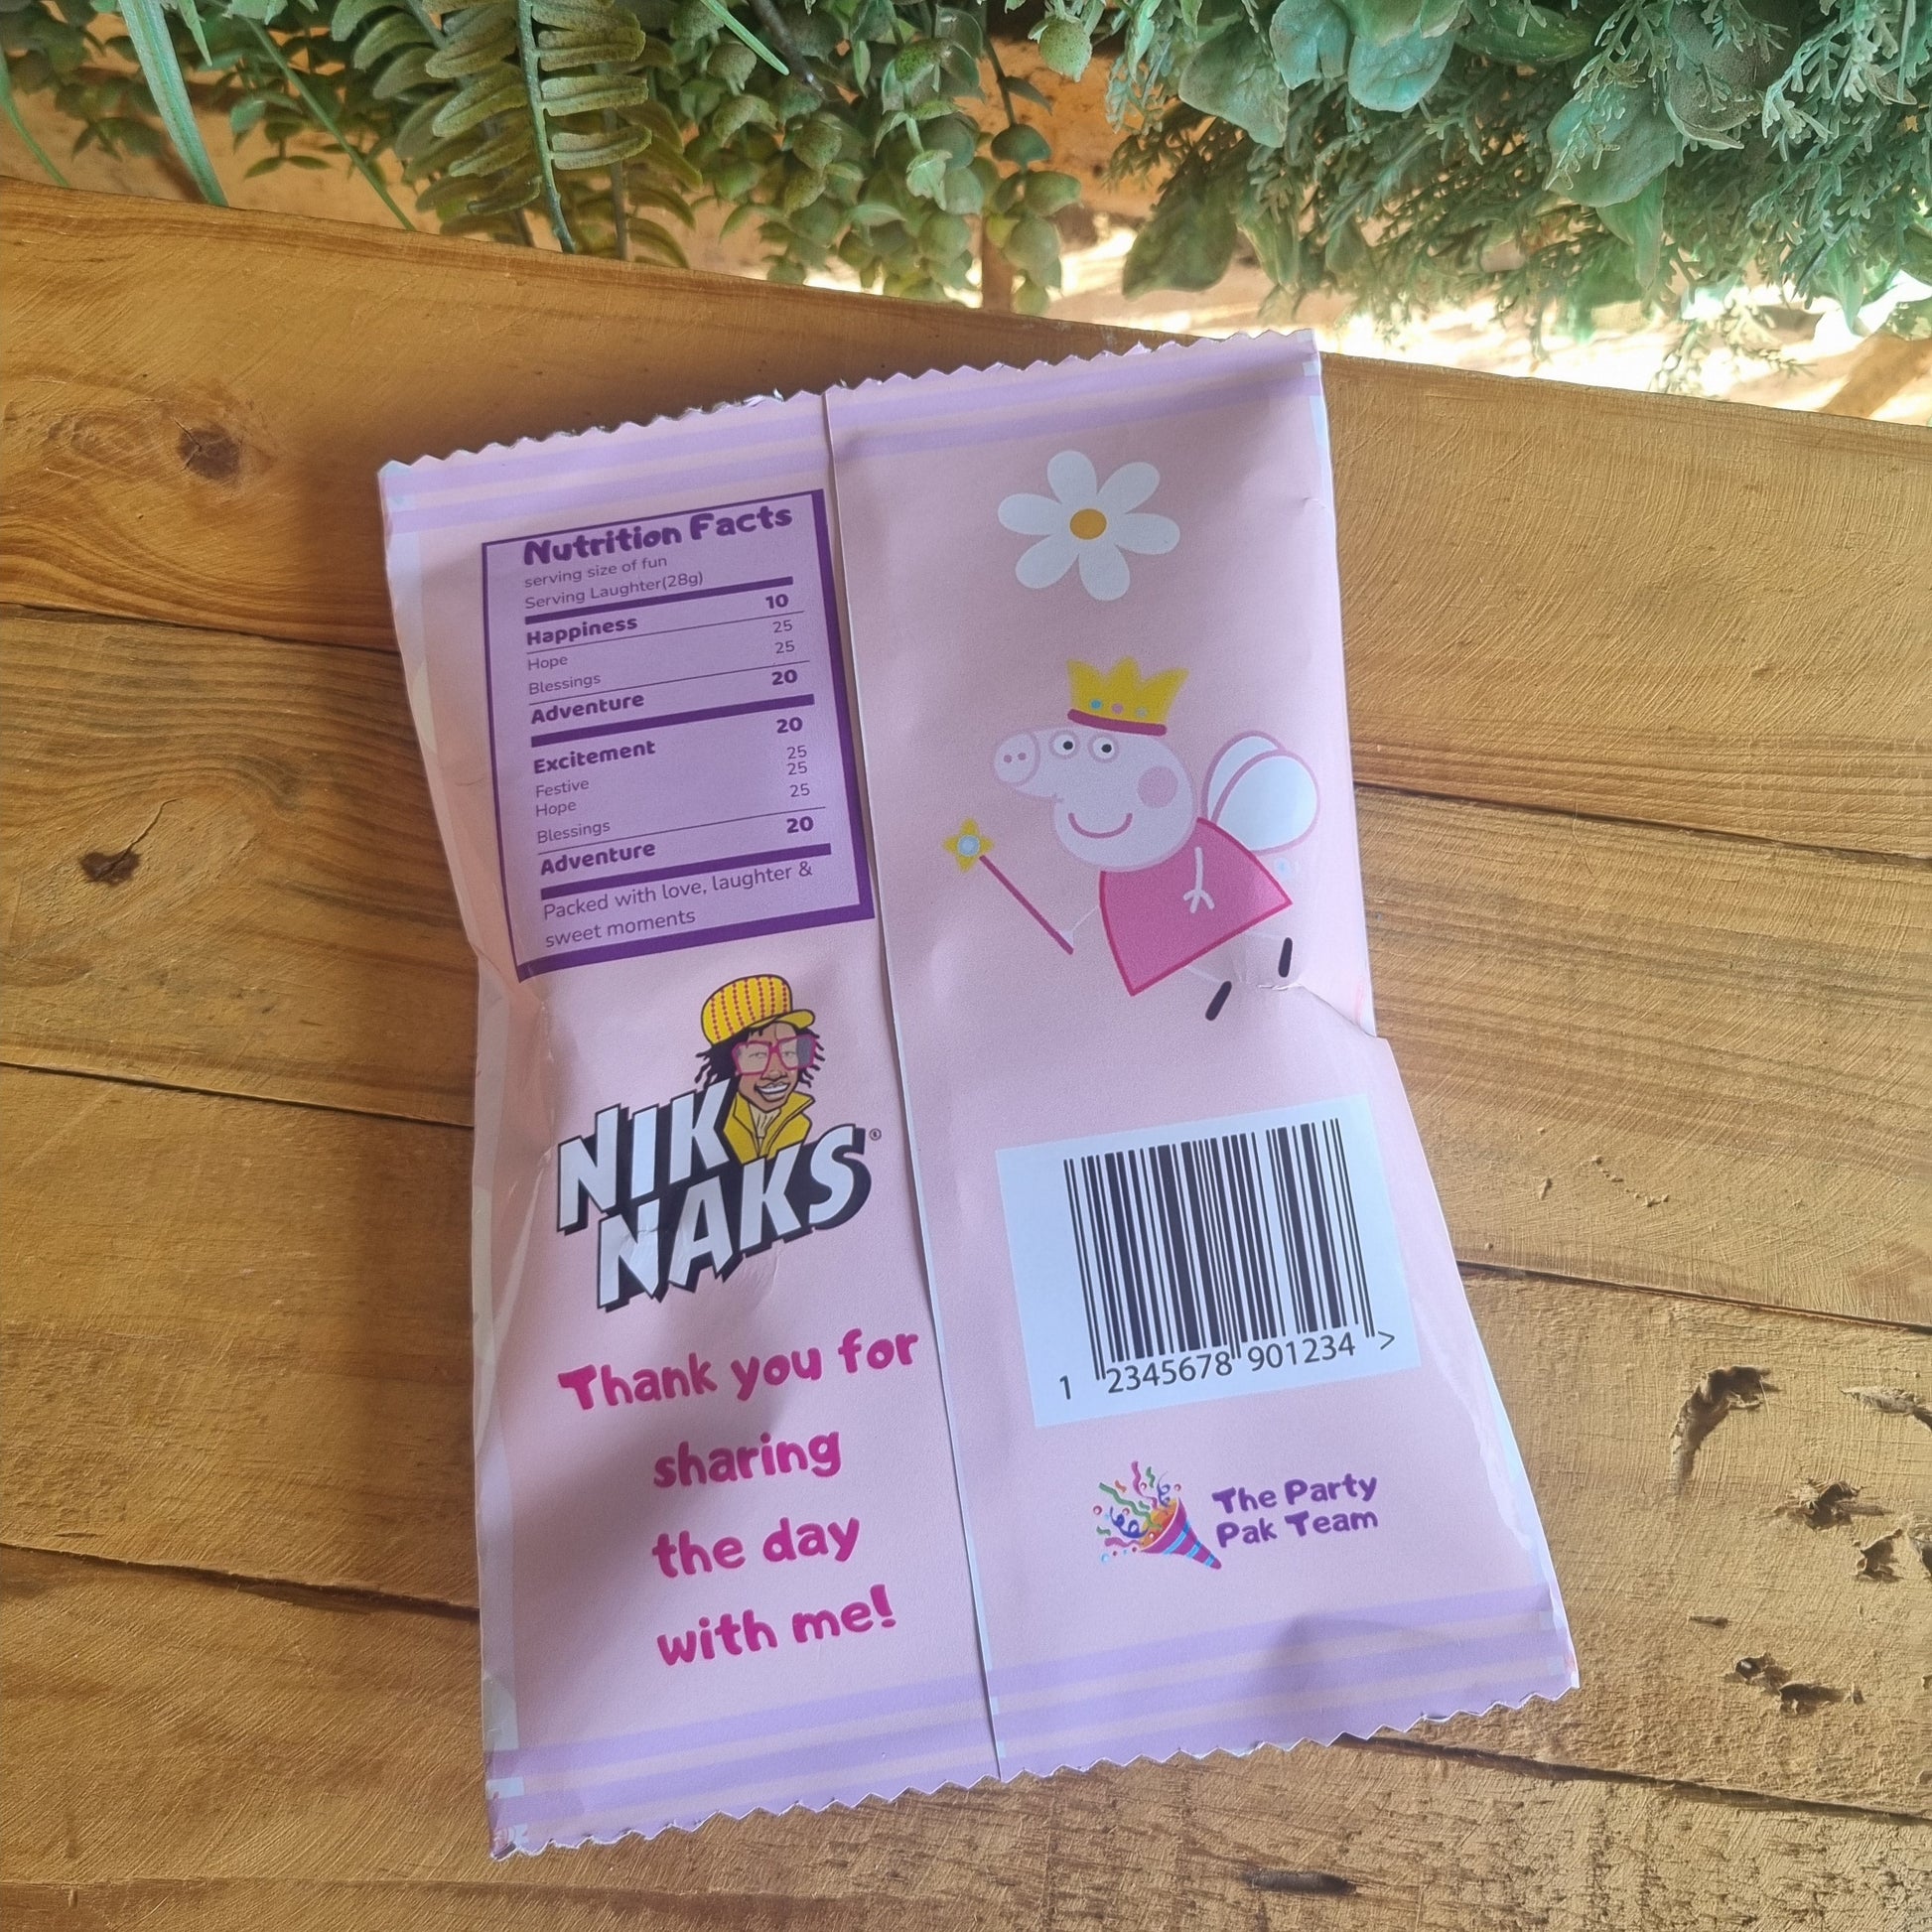 Nutrition Facts
serving size of fun
Serving Laughter(28g)
10
Happiness 25
Hope 25
Blessings 20
Adventure
20
Excitement 25
25
Festive
Hope 25
Blessings 20
Adventure
Packed with love, laughter &
sweet moments
NIK
NAKS®
Thank you for
sharing
the day
with me!
1 2345678 901234 >
The Party
Pak Team